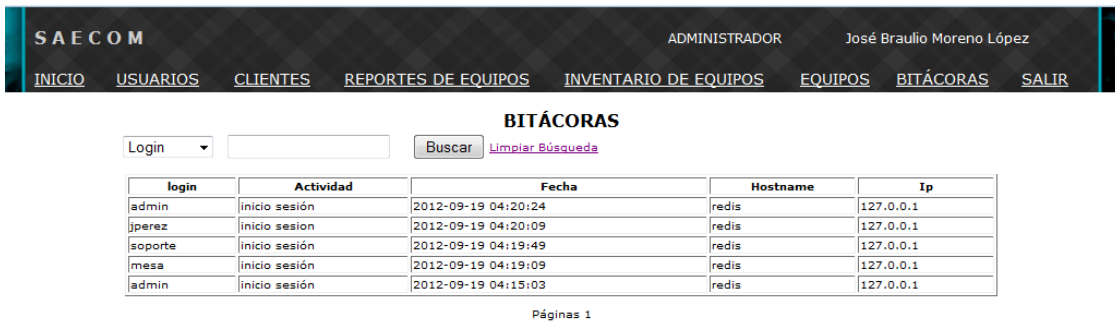 SAECOM ADMINISTRADOR José Braulio Moreno López
INICIO USUARIOS CLIENTES REPORTES DE EQUIPOS INVENTARIO DE EQUIPOS EQUIPOS BITÁCORAS SALIR
BITÁCORAS
Login Buscar Limpiar Búsqueda
login Actividad Fecha Hostname Ip
admin inicio sesión 2012-09-19 04:20:24 redis 127.0.0.1
jperez inicio sesion 2012-09-19 04:20:09 redis 127.0.0.1
soporte inicio sesión 2012-09-19 04:19:49 redis 127.0.0.1
mesa inicio sesión 2012-09-19 04:19:09 redis 127.0.0.1
admin inicio sesión 2012-09-19 04:15:03 redis 127.0.0.1
Páginas 1